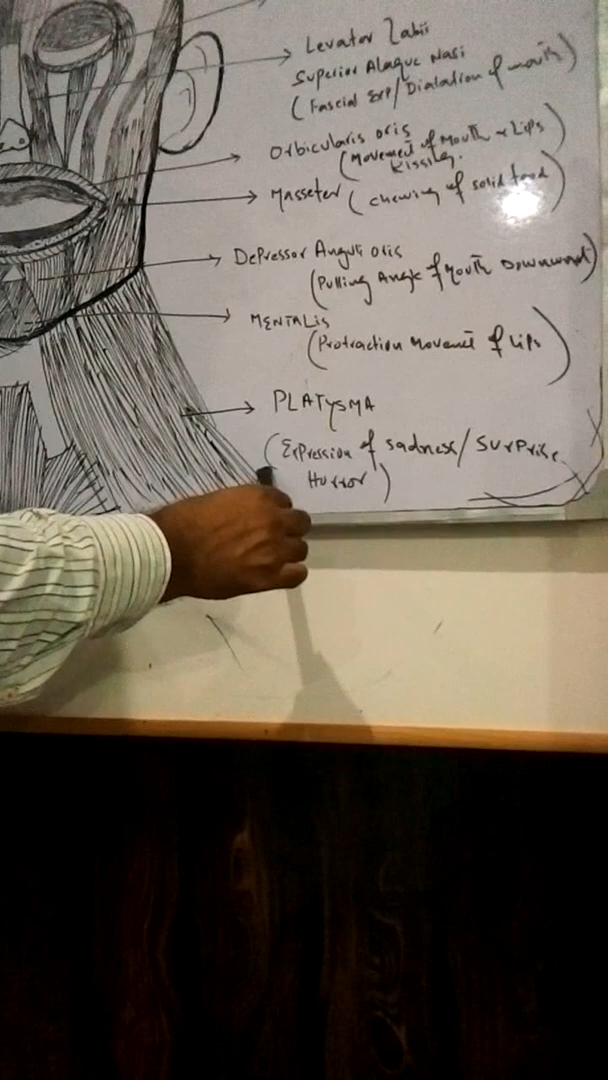 Levator Labii
Superior Alaque Nasi
(Fascial Exp/Dialation of mouth)
Orbicularis oris
(Movement of Mouth & Lips
Kissing.
Masseter (chewing of solid food)
Depressor Anguli oris
(Pulling Angle of Mouth Downward)
MENTALIS
(Protraction Movement of Lips)
PLATYSMA
(Expression of sadness/Surprise,
Horror)